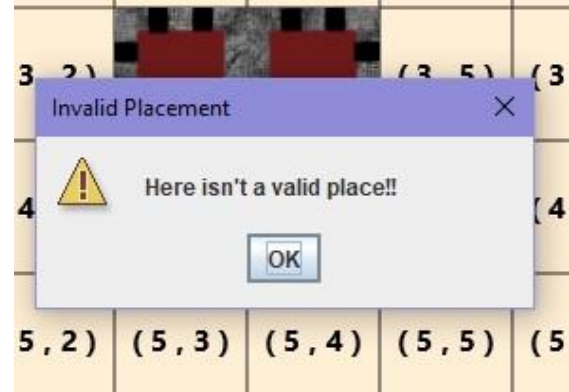 3,2) (3,5) (3
Invalid Placement
4 Here isn't a valid place!! (4
OK
5,2) (5,3) (5,4) (5,5) (5